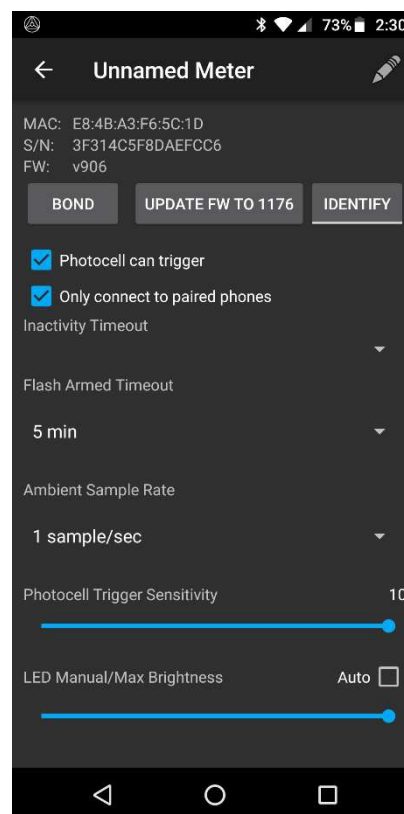 73% 2:30
Unnamed Meter
MAC: E8:4B:A3:F6:5C:1D
S/N: 3F314C5F8DAEFCC6
FW: v906
BOND UPDATE FW TO 1176 IDENTIFY
Photocell can trigger
Only connect to paired phones
Inactivity Timeout
Flash Armed Timeout
5 min
Ambient Sample Rate
1 sample/sec
Photocell Trigger Sensitivity 10
LED Manual/Max Brightness Auto